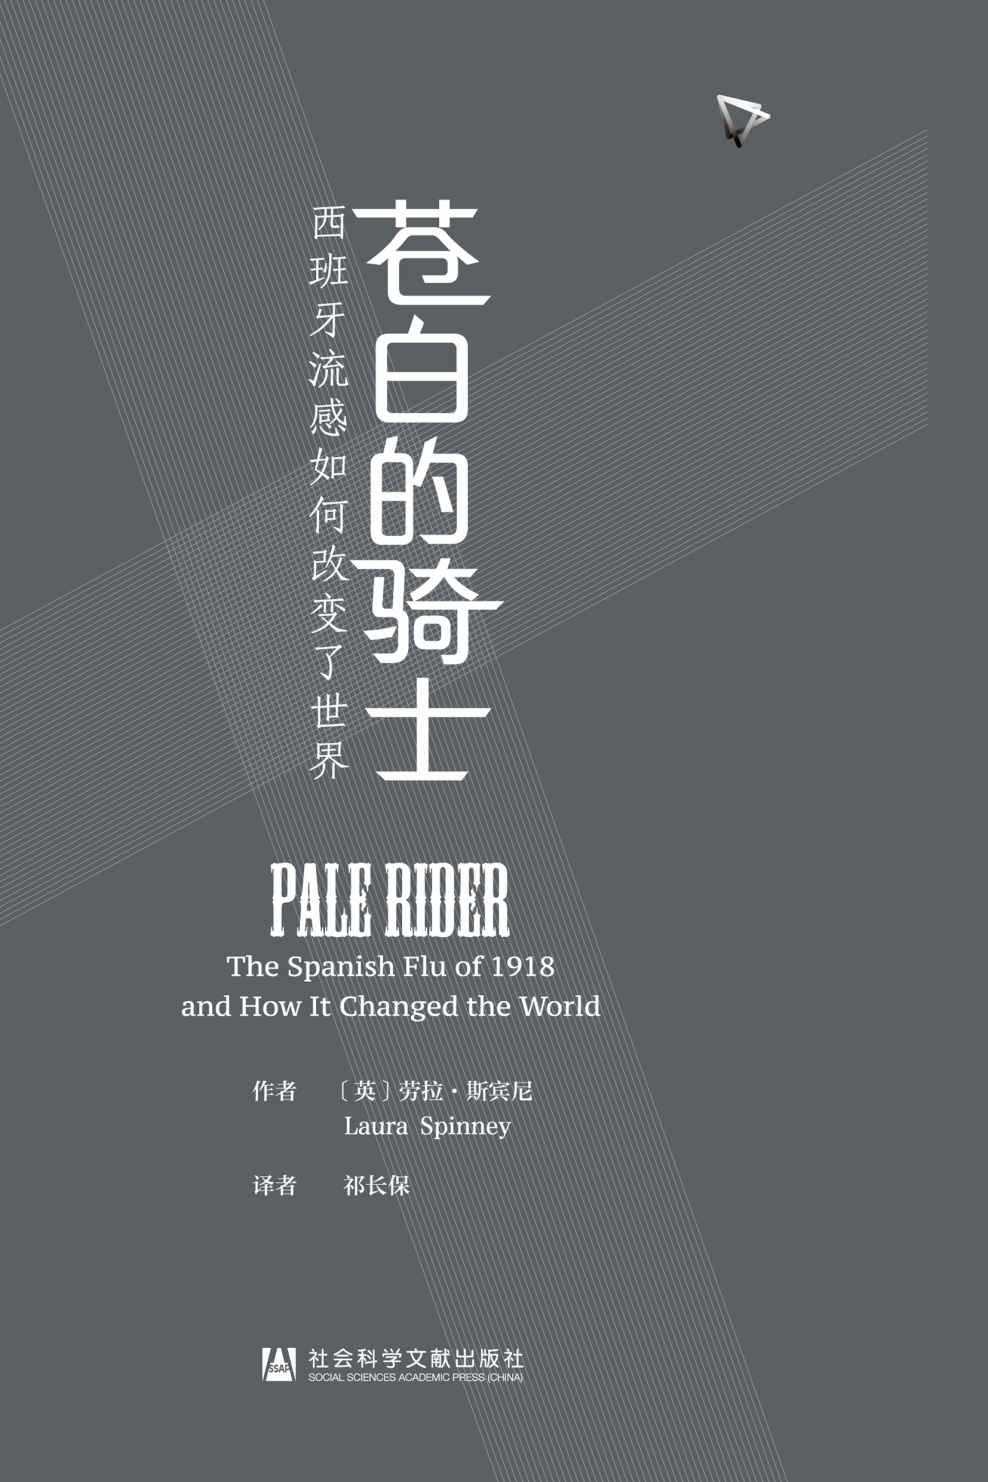 苍白的骑士
西班牙流感如何改变了世界
PALE RIDER
The Spanish Flu of 1918
and How It Changed the World
作者 〔英〕劳拉·斯宾尼
Laura Spinney
译者 祁长保
SSAP
社会科学文献出版社
SOCIAL SCIENCES ACADEMIC PRESS (CHINA)